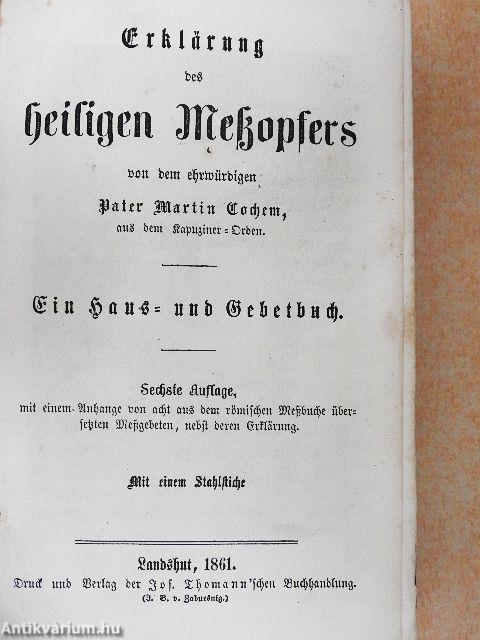 Erklärung
des
heiligen Meßopfers
von dem ehrwürdigen
Pater Martin Cochem,
aus dem Kapuziner-Orden.
Ein Haus- und Gebetbuch.
Sechste Auflage,
mit einem Anhange von acht aus dem römischen Meßbuche über-
setzten Meßgebeten, nebst deren Erklärung.
Mit einem Stahlstiche
Landshut, 1861.
Druck und Verlag der Jos. Thomann'schen Buchhandlung.
(J. B. v. Zabuesnig.)
Antikvárium.hu